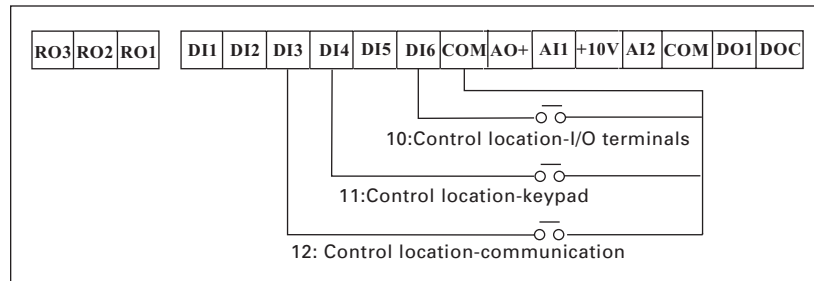 RO3 RO2 RO1 DI1 DI2 DI3 DI4 DI5 DI6 COM AO+ AI1 +10V AI2 COM DO1 DOC
10:Control location-I/O terminals
11:Control location-keypad
12: Control location-communication